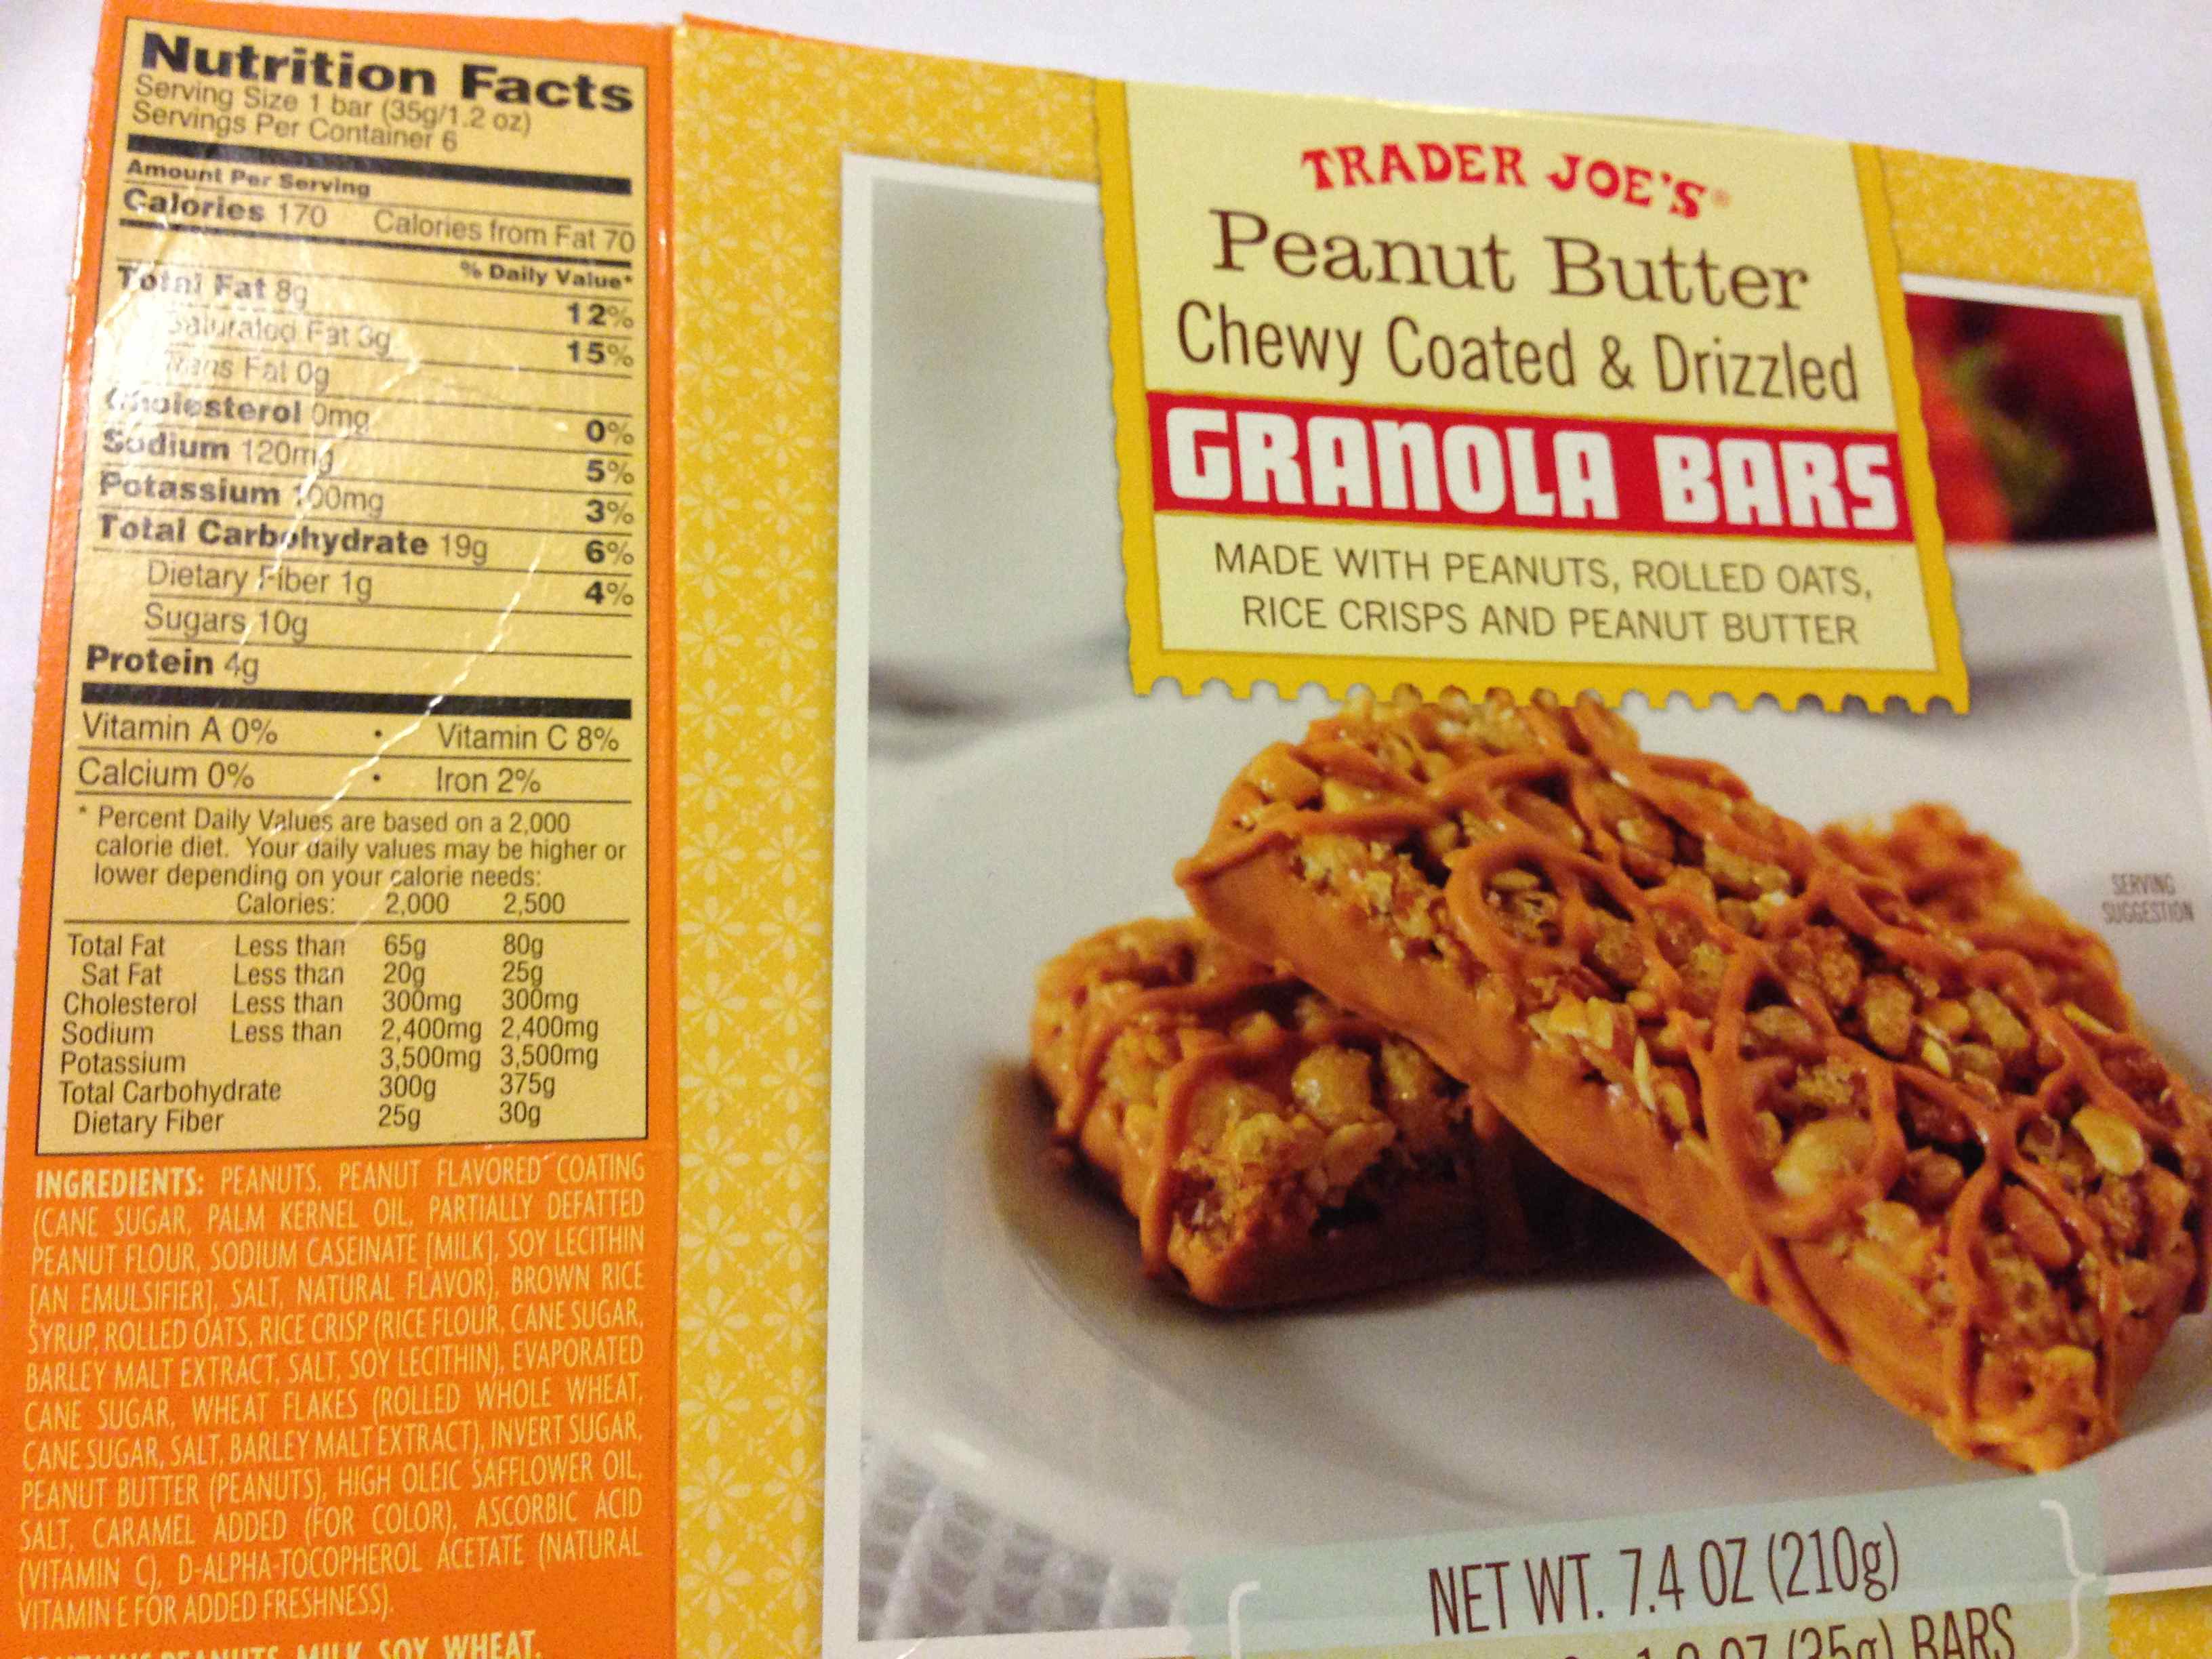 Nutrition Facts
Serving Size 1 bar (35g/1.2 oz)
Servings Per Container 6
Amount Per Serving
Calories 170 Calories from Fat 70
% Daily Value*
Total Fat 8g 12%
Saturated Fat 3g 15%
Trans Fat 0g
Cholesterol 0mg 0%
Sodium 120mg 5%
Potassium 100mg 3%
Total Carbohydrate 19g 6%
Dietary Fiber 1g 4%
Sugars 10g
Protein 4g
Vitamin A 0% • Vitamin C 8%
Calcium 0% • Iron 2%
* Percent Daily Values are based on a 2,000
calorie diet. Your daily values may be higher or
lower depending on your calorie needs:
Calories: 2,000 2,500
Total Fat Less than 65g 80g
Sat Fat Less than 20g 25g
Cholesterol Less than 300mg 300mg
Sodium Less than 2,400mg 2,400mg
Potassium 3,500mg 3,500mg
Total Carbohydrate 300g 375g
Dietary Fiber 25g 30g
INGREDIENTS: PEANUTS, PEANUT FLAVORED COATING
(CANE SUGAR, PALM KERNEL OIL, PARTIALLY DEFATTED
PEANUT FLOUR, SODIUM CASEINATE [MILK], SOY LECITHIN
[AN EMULSIFIER], SALT, NATURAL FLAVOR), BROWN RICE
SYRUP, ROLLED OATS, RICE CRISP (RICE FLOUR, CANE SUGAR,
BARLEY MALT EXTRACT, SALT, SOY LECITHIN), EVAPORATED
CANE SUGAR, WHEAT FLAKES (ROLLED WHOLE WHEAT,
CANE SUGAR, SALT, BARLEY MALT EXTRACT), INVERT SUGAR,
PEANUT BUTTER (PEANUTS), HIGH OLEIC SAFFLOWER OIL,
SALT, CARAMEL ADDED (FOR COLOR), ASCORBIC ACID
(VITAMIN C), D-ALPHA TOCOPHEROL ACETATE (NATURAL
VITAMIN E FOR ADDED FRESHNESS).
PEANUTS, MILK, SOY, WHEAT.
TRADER JOE'S®
Peanut Butter
Chewy Coated & Drizzled
GRANOLA BARS
MADE WITH PEANUTS, ROLLED OATS,
RICE CRISPS AND PEANUT BUTTER
SERVING
SUGGESTION
NET WT. 7.4 OZ (210g)
(35g) BARS